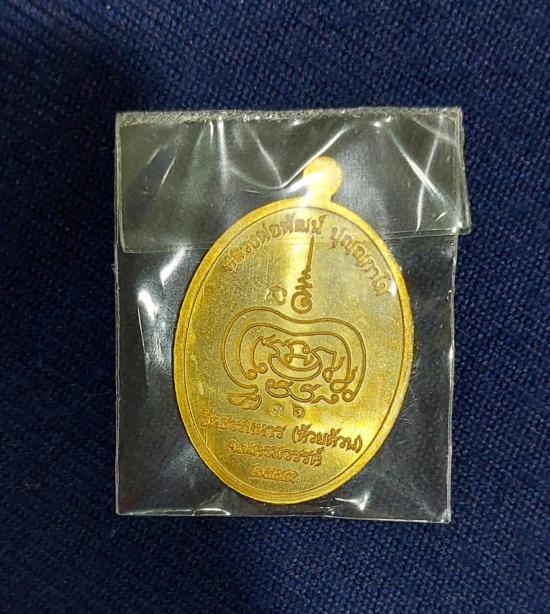 หลวงพ่อพัฒน์ ปุญฺญกาโม
๓๖
วัดธารทหาร (ห้วยด้วน)
จ.นครสวรรค์